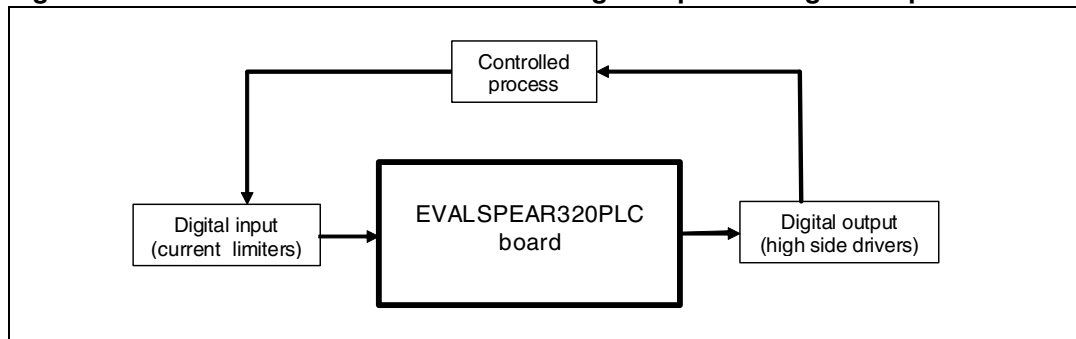 Controlled
process
Digital input
(current limiters)
EVALSPEAR320PLC
board
Digital output
(high side drivers)